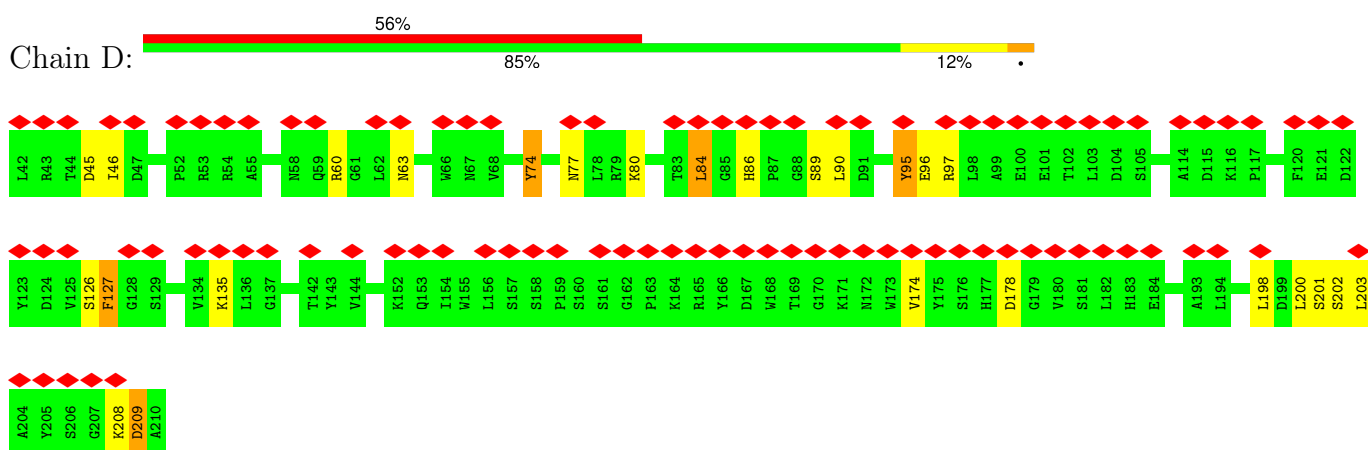 56%
Chain D:
85% 12% •
L42 R43 T44 D45 I46 D47 P52 R53 R54 A55 N58 Q59 R60 G61 L62 N63 W66 N67 V68 Y74 N77 L78 R79 K80 T83 L84 G85 H86 P87 G88 S89 L90 D91 Y95 E96 R97 L98 A99 E100 E101 T102 L103 D104 S105 A114 D115 K116 P117 F120 E121 D122
Y123 D124 V125 S126 F127 G128 S129 V134 K135 L136 G137 T142 Y143 V144 K152 Q153 I154 W155 L156 S157 S158 P159 S160 S161 G162 P163 K164 R165 Y166 D167 W168 T169 G170 K171 N172 W173 V174 Y175 S176 H177 D178 G179 V180 S181 L182 H183 E184 A193 L194 L198 D199 L200 S201 S202 L203
A204 Y205 S206 G207 K208 D209 A210